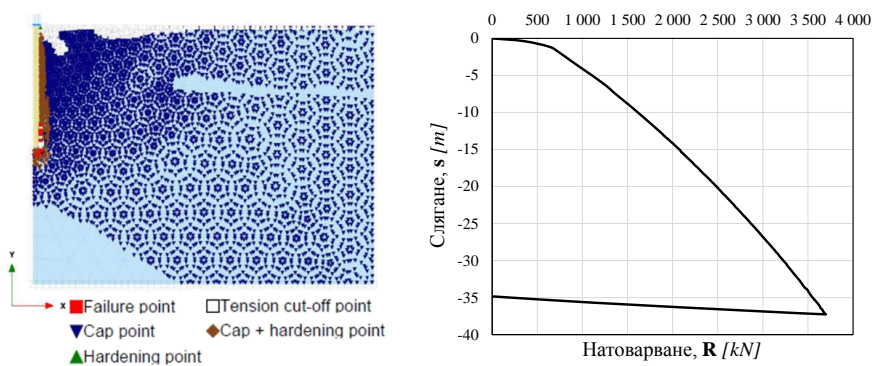 Y
x
Failure point
Tension cut-off point
Cap point
Cap + hardening point
Hardening point
0 500 1 000 1 500 2 000 2 500 3 000 3 500 4 000
0
-5
-10
-15
-20
-25
-30
-35
-40
Слягане, s [m]
Натоварване, R [kN]